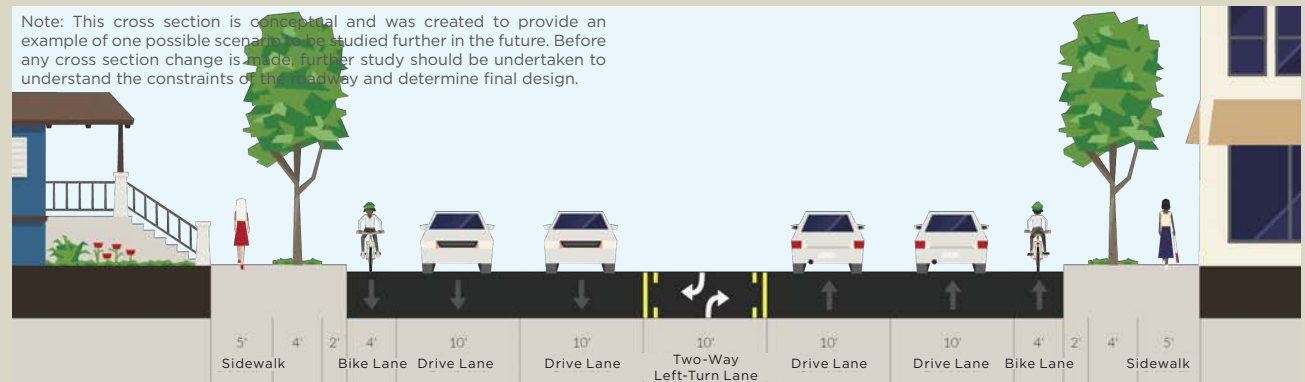 Note: This cross section is conceptual and was created to provide an
example of one possible scenario to be studied further in the future. Before
any cross section change is made, further study should be undertaken to
understand the constraints of the roadway and determine final design.
5' 4' 2' 4' 10' 10' 10' 10' 10' 4' 2' 4' 5'
Sidewalk Bike Lane Drive Lane Drive Lane Two-Way Drive Lane Drive Lane Bike Lane Sidewalk
Left-Turn Lane